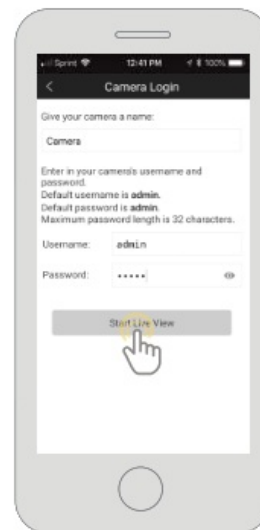 Sprint 12:41 PM 100%
Camera Login
Give your camera a name:
Camera
Enter in your camera's username and
password.
Default username is admin.
Default password is admin.
Maximum password length is 32 characters.
Username: admin
Password: •••••
Start Live View